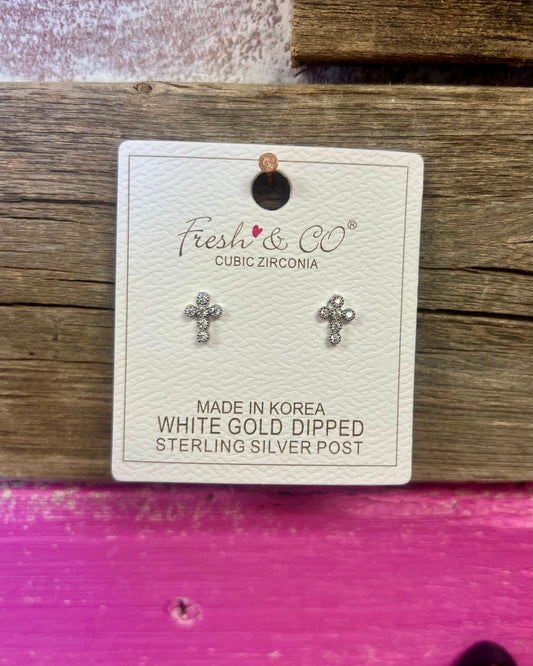 Fresh & CO®
CUBIC ZIRCONIA
MADE IN KOREA
WHITE GOLD DIPPED
STERLING SILVER POST